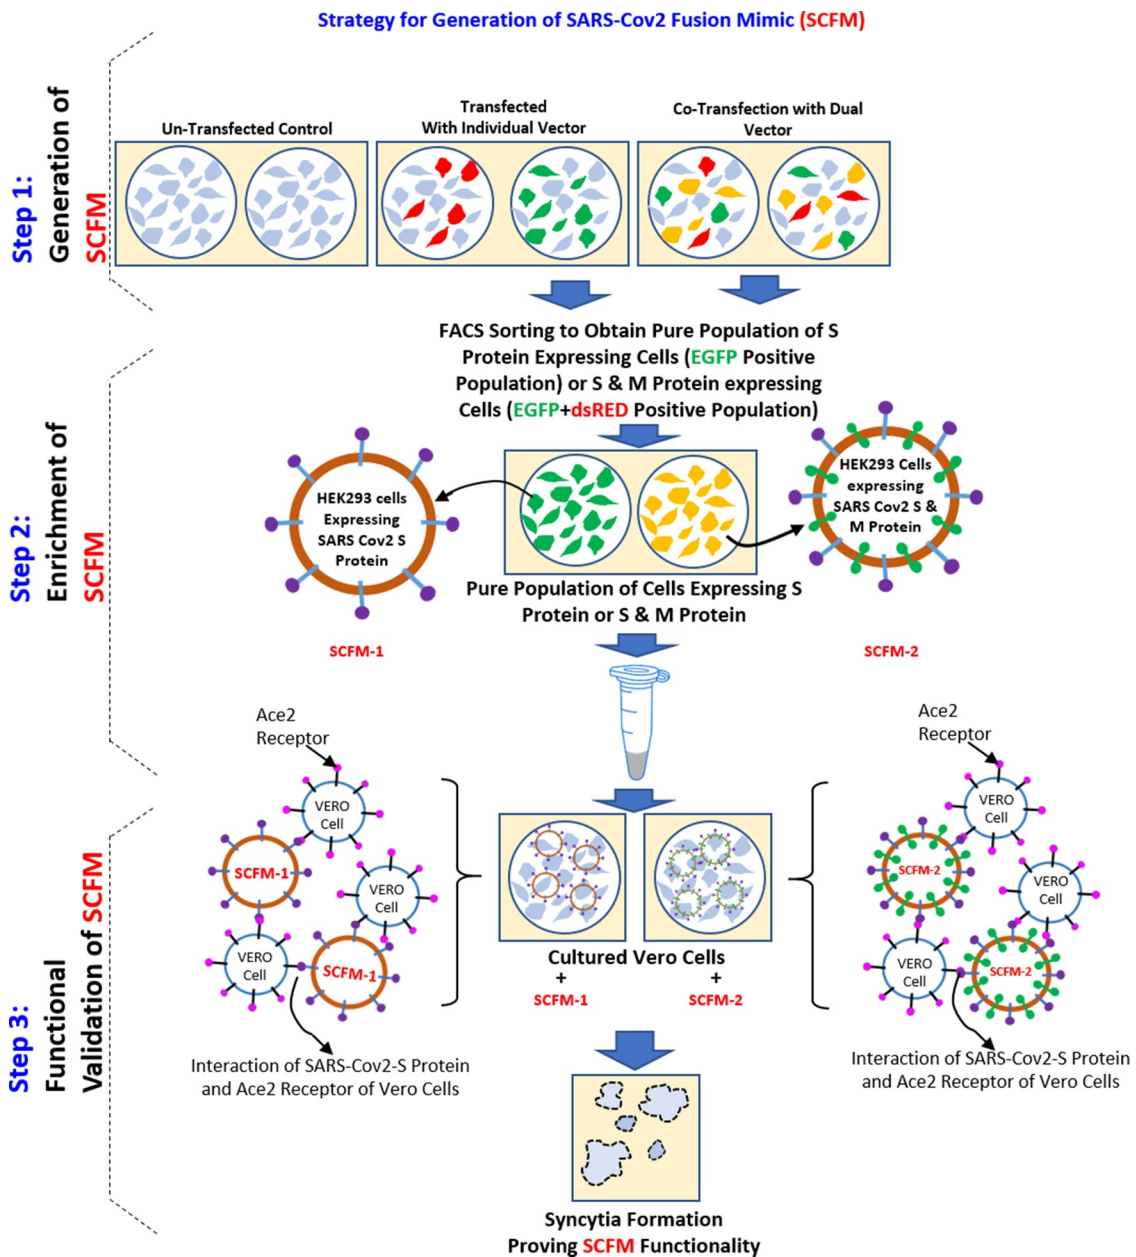 Strategy for Generation of SARS-Cov2 Fusion Mimic (SCFM)
Step 1:
Generation of
SCFM
Un-Transfected Control
Transfected
With Individual Vector
Co-Transfection with Dual
Vector
FACS Sorting to Obtain Pure Population of S
Protein Expressing Cells (EGFP Positive
Population) or S & M Protein expressing
Cells (EGFP+dsRED Positive Population)
Step 2:
Enrichment of
SCFM
HEK293 cells
Expressing
SARS Cov2 S
Protein
HEK293 Cells
expressing
SARS Cov2 S &
M Protein
Pure Population of Cells Expressing S
Protein or S & M Protein
SCFM-1
SCFM-2
Step 3:
Functional
Validation of SCFM
Ace2
Receptor
VERO
Cell
SCFM-1
VERO
Cell
VERO
Cell
SCFM-1
Interaction of SARS-Cov2-S Protein
and Ace2 Receptor of Vero Cells
Cultured Vero Cells
+
+
SCFM-1
SCFM-2
Ace2
Receptor
VERO
Cell
SCFM-2
VERO
Cell
VERO
Cell
SCFM-2
Interaction of SARS-Cov2-S Protein
and Ace2 Receptor of Vero Cells
Syncytia Formation
Proving SCFM Functionality